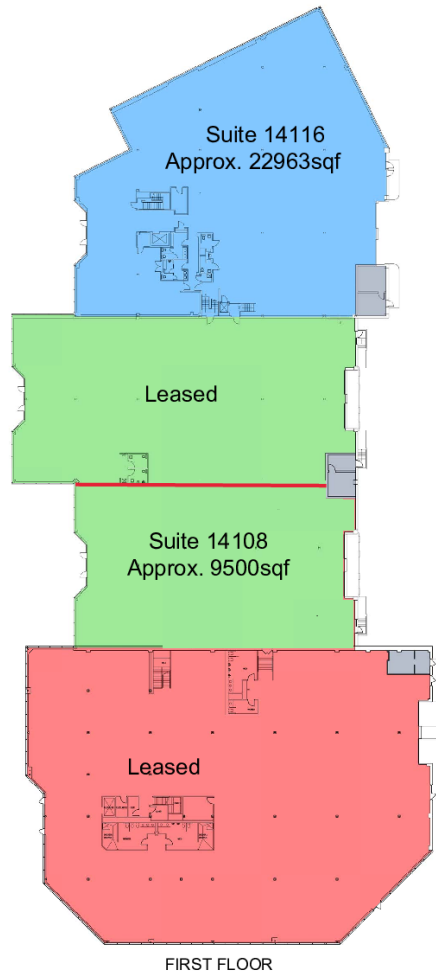 Suite 14116
Approx. 22963sqf
Leased
Suite 14108
Approx. 9500sqf
Leased
FIRST FLOOR